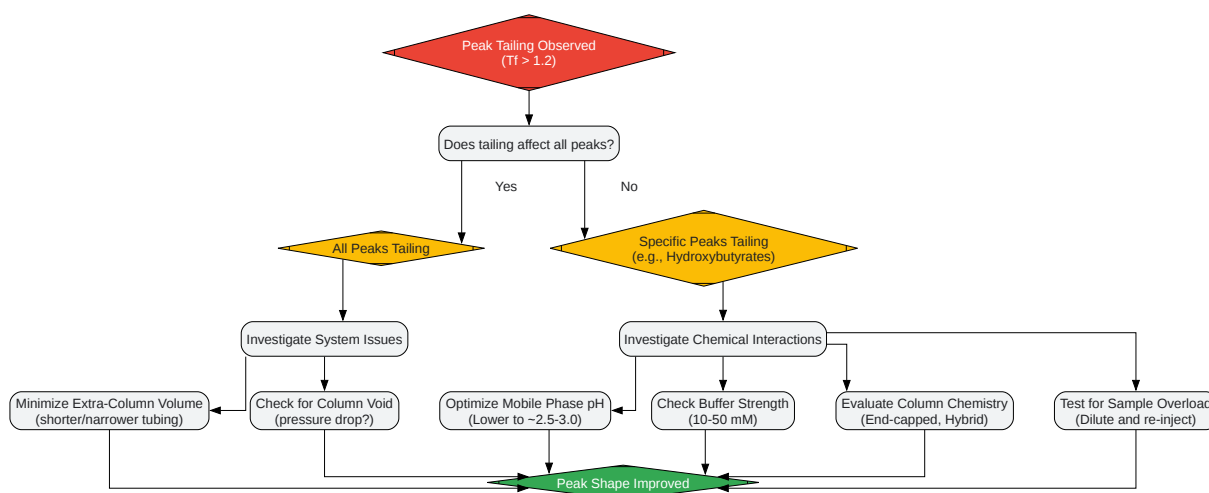 Peak Tailing Observed
(Tf > 1.2)
Does tailing affect all peaks?
Yes
No
All Peaks Tailing
Specific Peaks Tailing
(e.g., Hydroxybutyrates)
Investigate System Issues
Investigate Chemical Interactions
Minimize Extra-Column Volume
(shorter/narrower tubing)
Check for Column Void
(pressure drop?)
Optimize Mobile Phase pH
(Lower to ~2.5-3.0)
Check Buffer Strength
(10-50 mM)
Evaluate Column Chemistry
(End-capped, Hybrid)
Test for Sample Overload
(Dilute and re-inject)
Peak Shape Improved